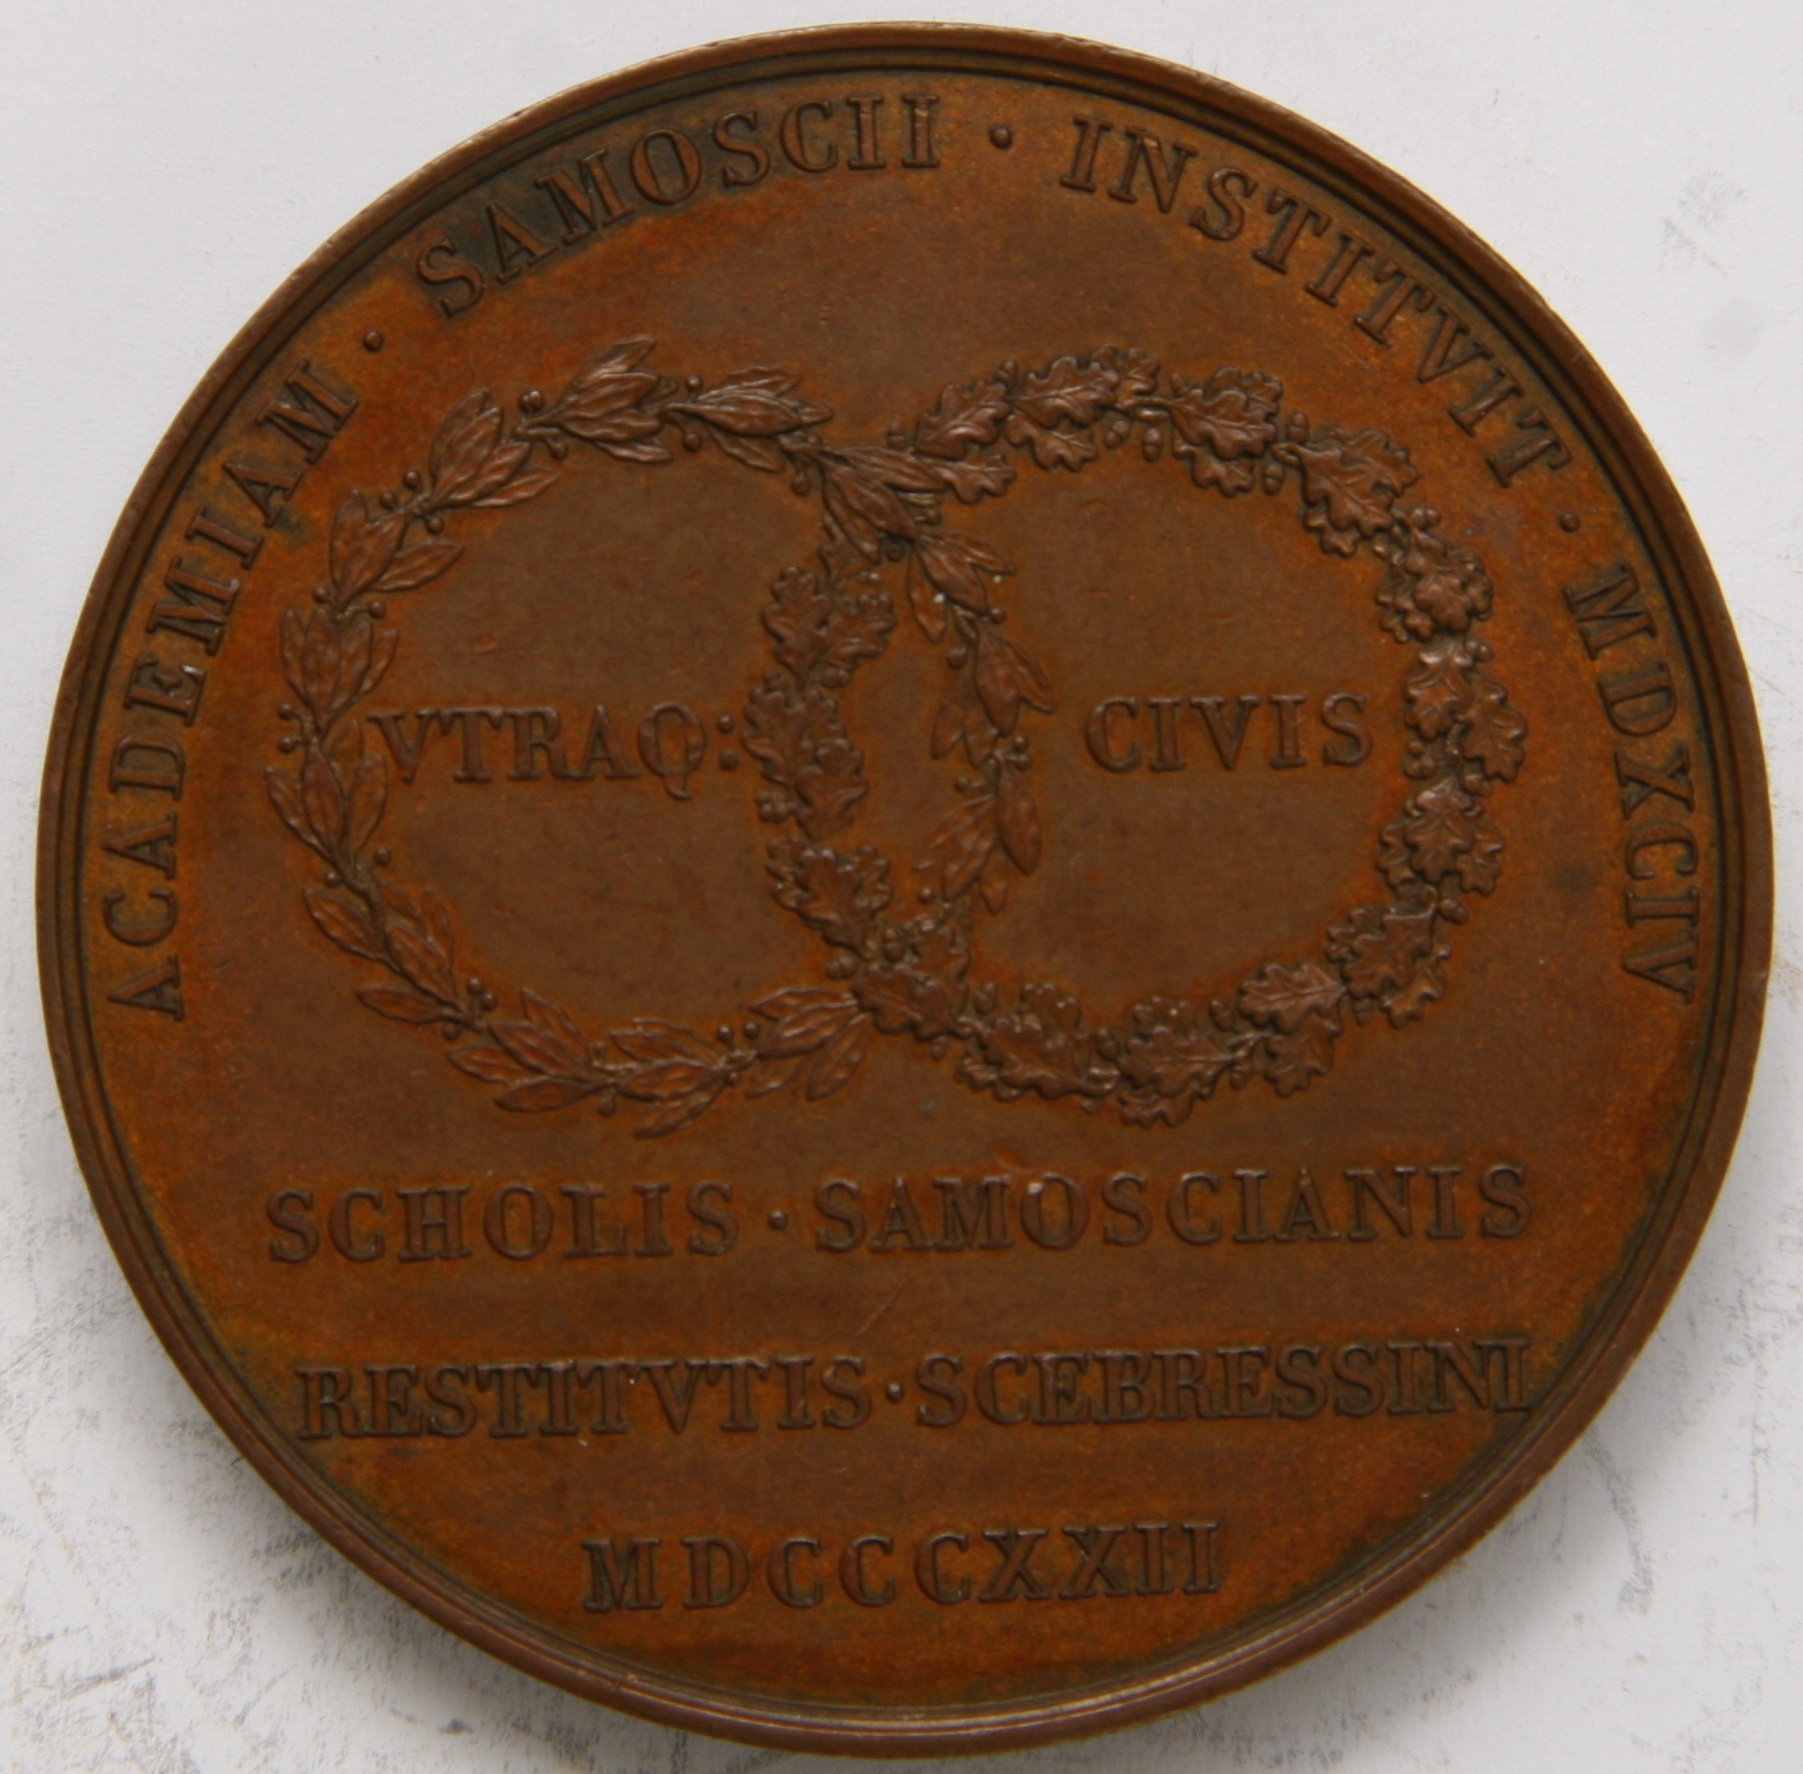 ACADEMIAM · SAMOSCII · INSTITVIT · MDXCIV
VTRAQ: CIVIS
SCHOLIS · SAMOSCIANIS
RESTITVTIS · SCEBRESSINI
MDCCCXXII